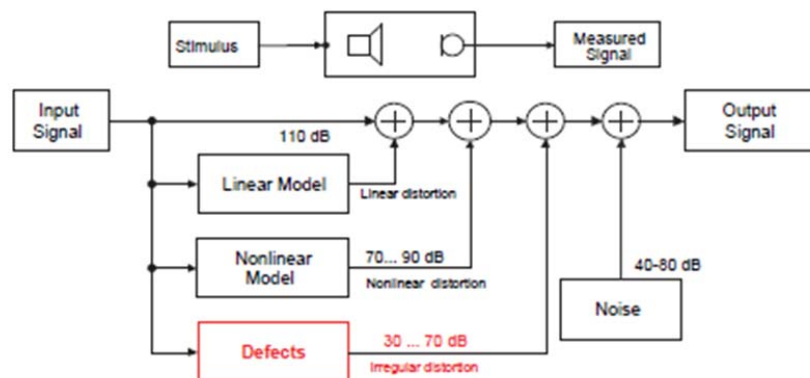 Stimulus
Measured
Signal
Input
Signal
110 dB
Output
Signal
Linear Model
Linear distortion
Nonlinear
Model
70... 90 dB
Nonlinear distortion
40-80 dB
Noise
Defects
30 ... 70 dB
Irregular distortion